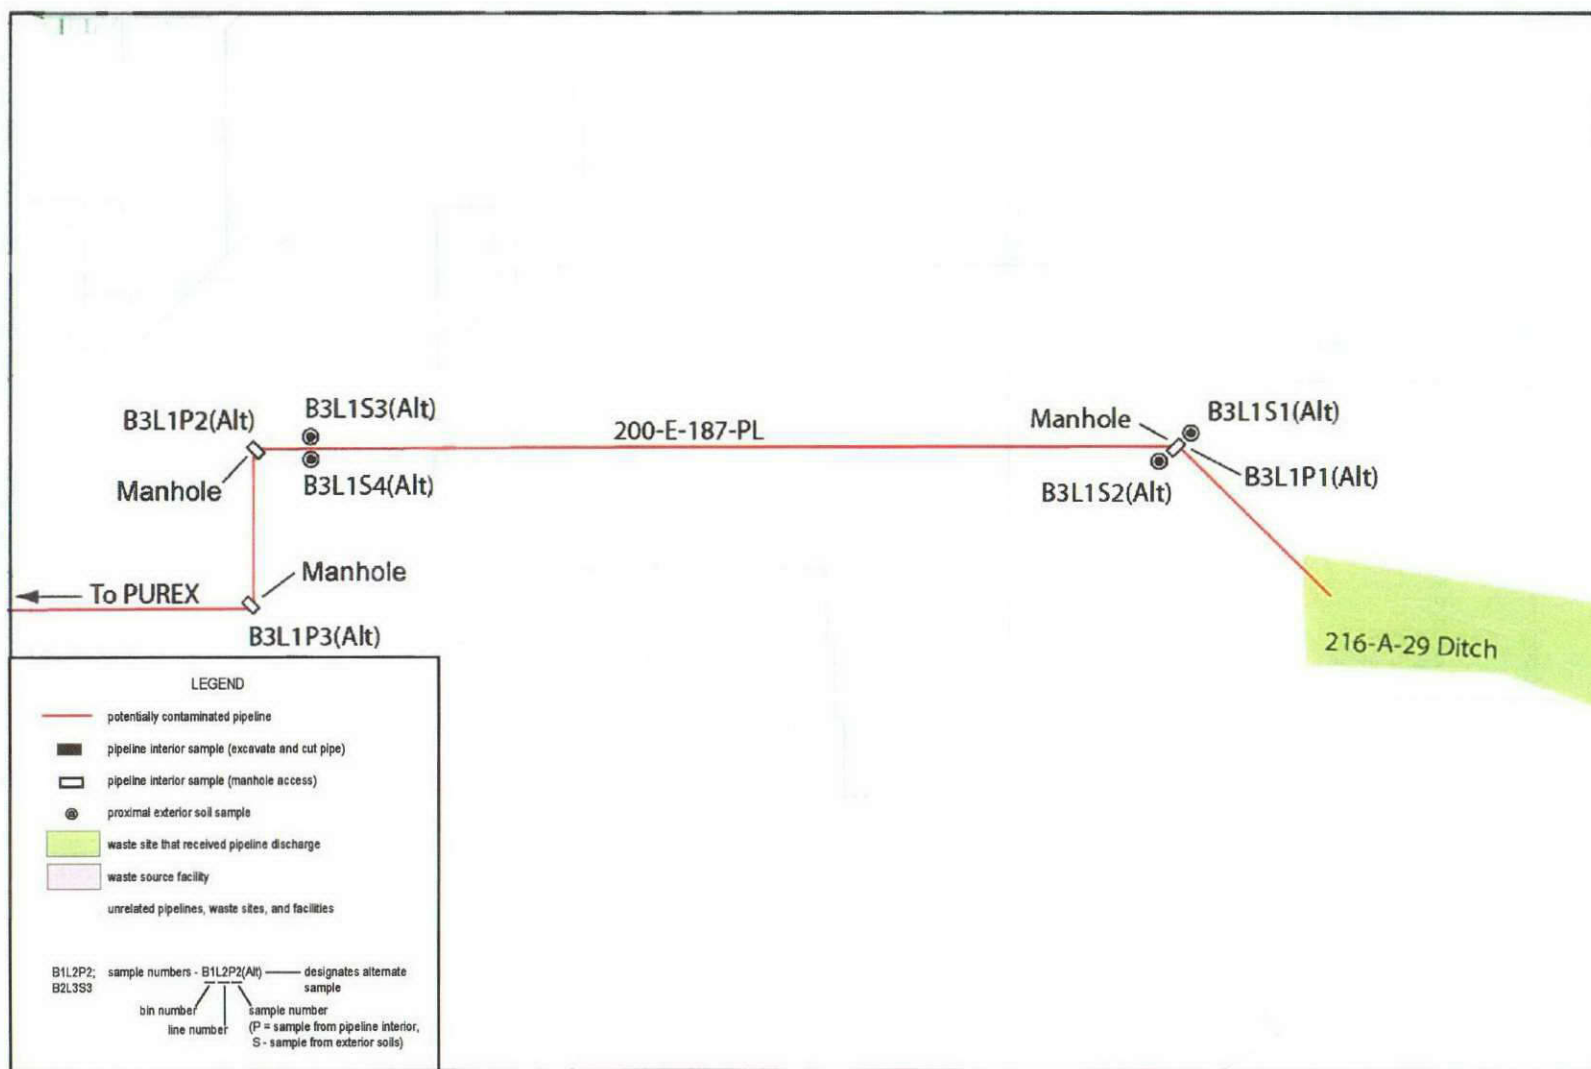 B3L1S3(Alt)
B3L1P2(Alt)
B3L1S1(Alt)
Manhole
200-E-187-PL
B3L1S4(Alt)
Manhole
B3L1P1(Alt)
B3L1S2(Alt)
Manhole
To PUREX
B3L1P3(Alt)
216-A-29 Ditch
LEGEND
potentially contaminated pipeline
pipeline interior sample (excavate and cut pipe)
pipeline interior sample (manhole access)
proximal exterior soil sample
waste site that received pipeline discharge
waste source facility
unrelated pipelines, waste sites, and facilities
B1L2P2; sample numbers - B1L2P2(Alt) designates alternate
B2L3S3 sample
bin number sample number
line number (P = sample from pipeline interior,
S - sample from exterior soils)